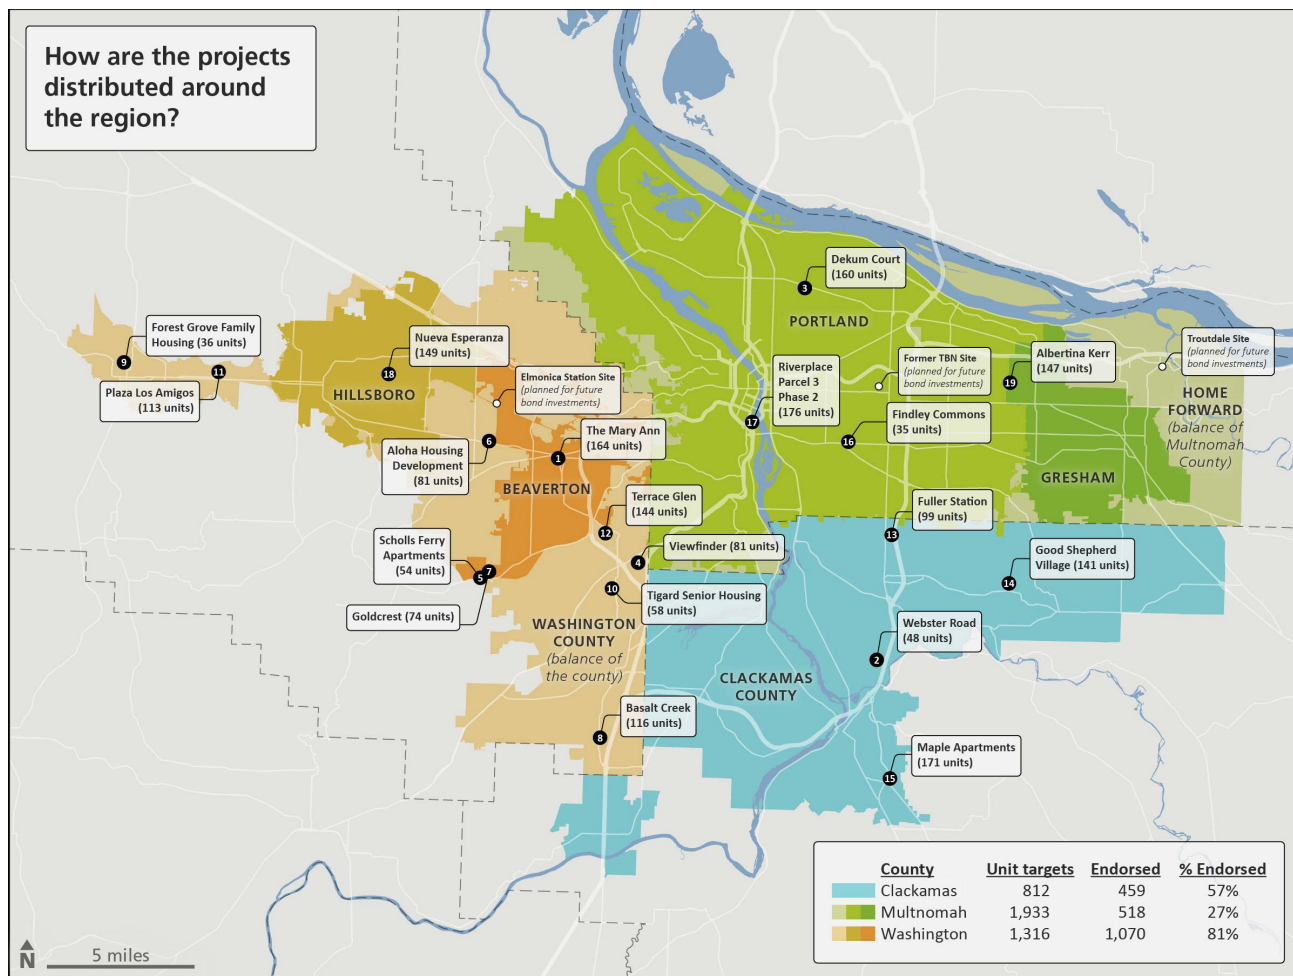 How are the projects
distributed around
the region?
Dekum Court
(160 units)
3
PORTLAND
Forest Grove Family
Housing (36 units)
9
11
Plaza Los Amigos
(113 units)
Nueva Esperanza
(149 units)
18
HILLSBORO
Elmonica Station Site
(planned for future
bond investments)
Riverplace
Parcel 3
Phase 2
(176 units)
17
Former TBN Site
(planned for future
bond investments)
Albertina Kerr
(147 units)
19
Troutdale Site
(planned for future
bond investments)
HOME
FORWARD
(balance of
Multnomah
County)
Findley Commons
(35 units)
16
The Mary Ann
(164 units)
1
6
Aloha Housing
Development
(81 units)
BEAVERTON
GRESHAM
Terrace Glen
(144 units)
12
Fuller Station
(99 units)
13
Scholls Ferry
Apartments
(54 units)
5
7
Viewfinder (81 units)
4
Good Shepherd
Village (141 units)
14
Goldcrest (74 units)
10
Tigard Senior Housing
(58 units)
WASHINGTON
COUNTY
(balance of
the county)
Webster Road
(48 units)
2
CLACKAMAS
COUNTY
Basalt Creek
(116 units)
8
Maple Apartments
(171 units)
15
County Unit targets Endorsed % Endorsed
Clackamas 812 459 57%
Multnomah 1,933 518 27%
Washington 1,316 1,070 81%
N
5 miles